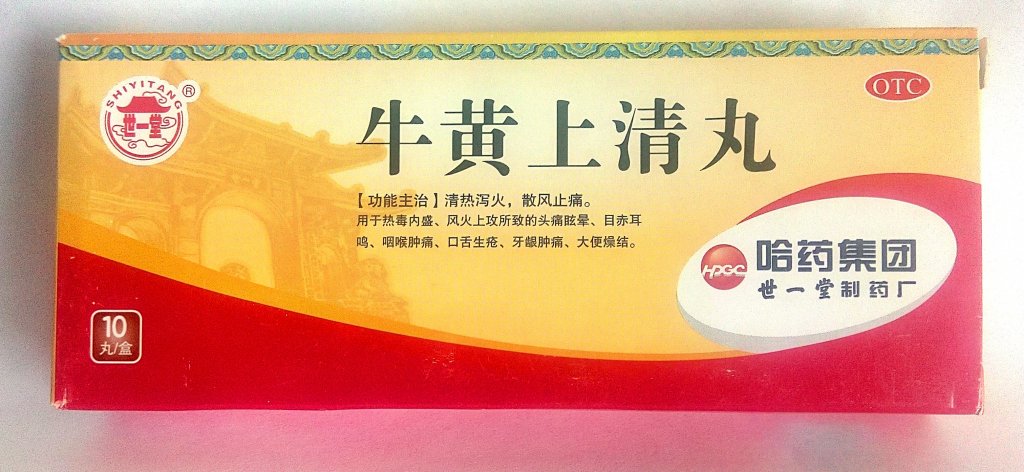 SHIYITANG
®
世一堂
OTC
牛黄上清丸
【功能主治】清热泻火，散风止痛。
用于热毒内盛、风火上攻所致的头痛眩晕、目赤耳
鸣、咽喉肿痛、口舌生疮、牙龈肿痛、大便燥结。
HPGC
哈药集团
世一堂制药厂
10
丸/盒